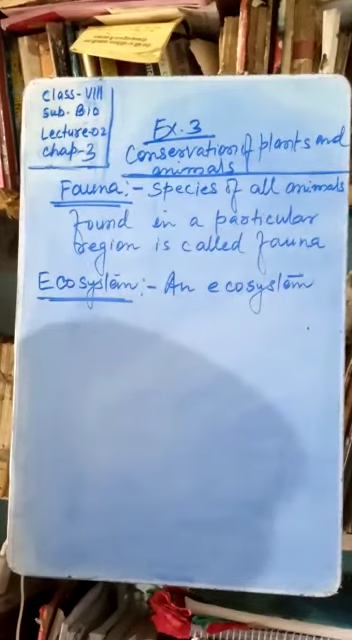 Class-VIII
Sub. Bio
Lecture-02
Chap-3
Ex. 3
Conservation of plants and
animals
Fauna:- Species of all animals
found in a particular
region is called fauna
Ecosystem:- An ecosystem